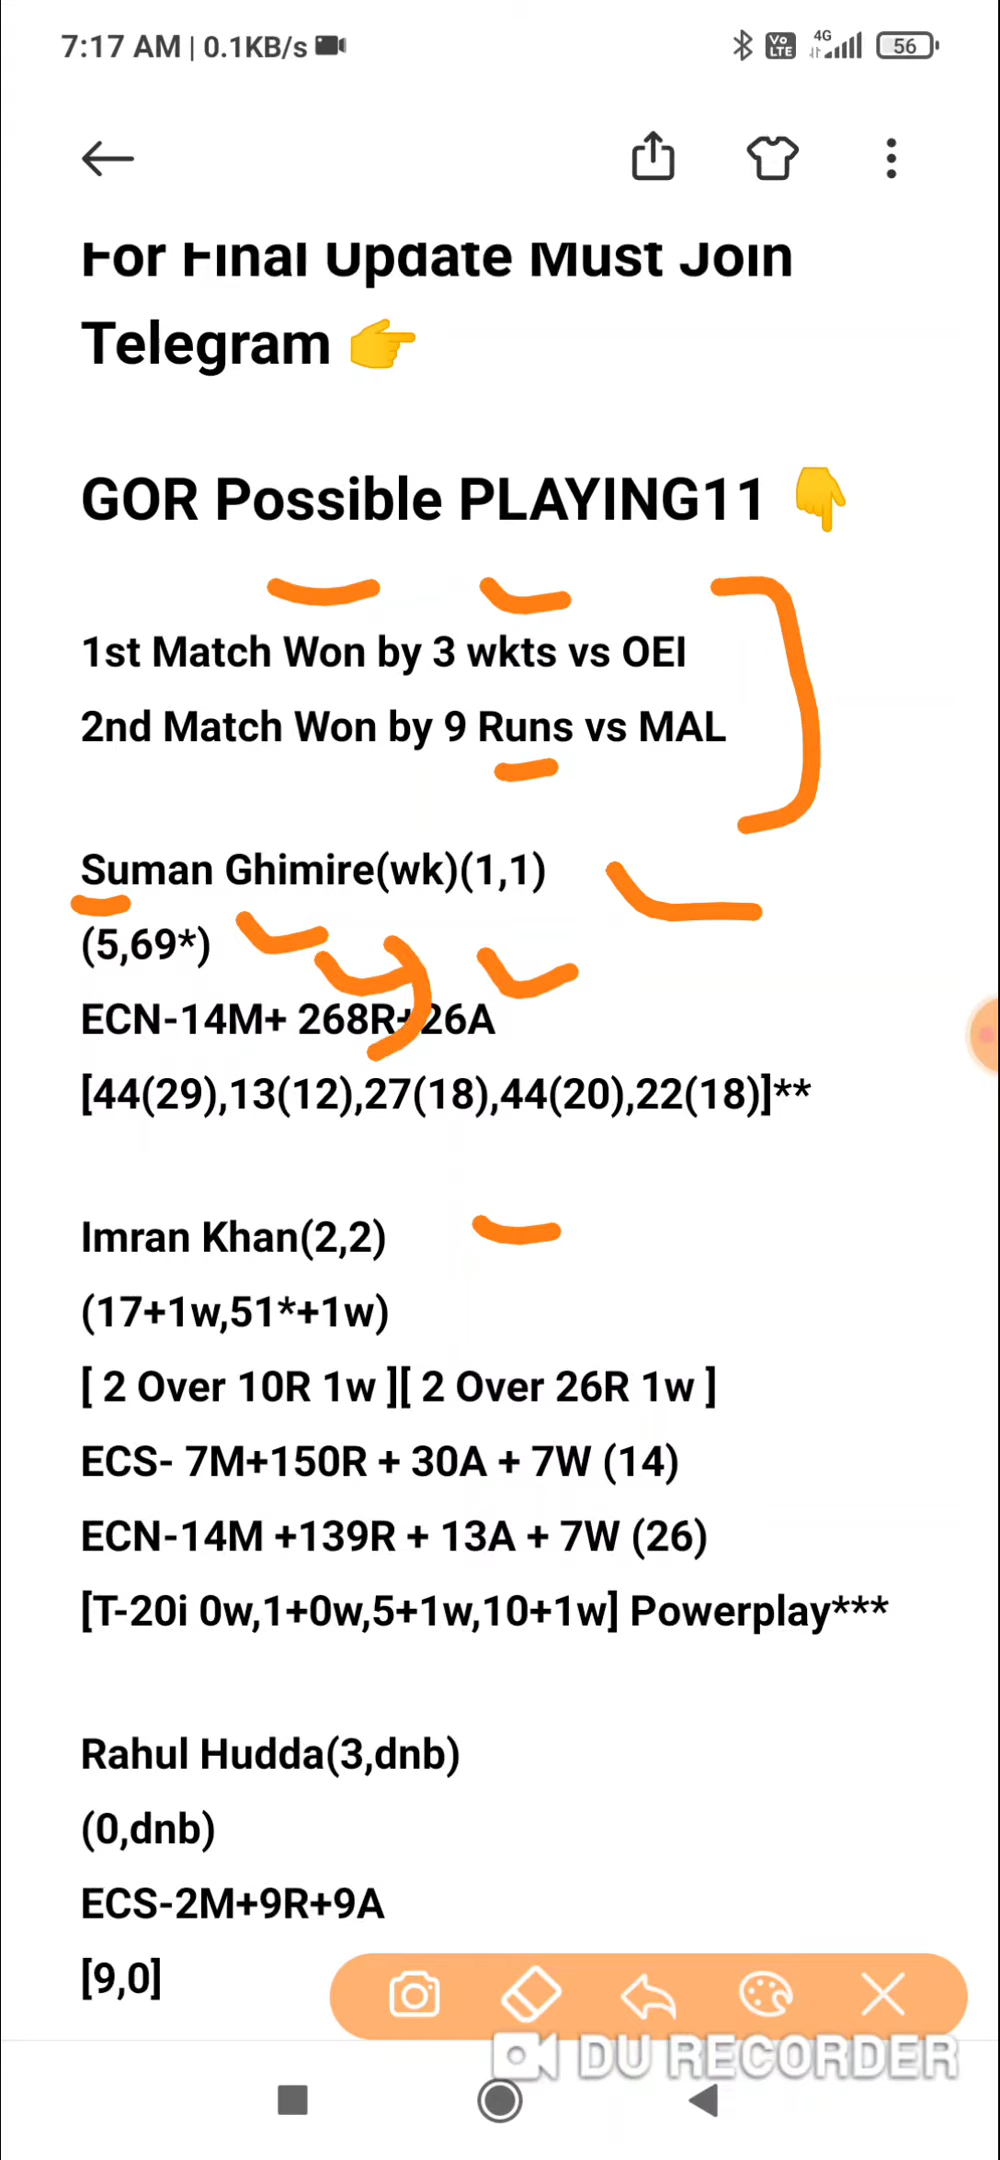 7:17 AM | 0.1KB/s
Vo LTE 4G 56
For Final Update Must Join
Telegram 👉
GOR Possible PLAYING11 👇
1st Match Won by 3 wkts vs OEI
2nd Match Won by 9 Runs vs MAL
Suman Ghimire(wk)(1,1)
(5,69*)
ECN-14M+ 268R+26A
[44(29),13(12),27(18),44(20),22(18)]**
Imran Khan(2,2)
(17+1w,51*+1w)
[ 2 Over 10R 1w ][ 2 Over 26R 1w ]
ECS- 7M+150R + 30A + 7W (14)
ECN-14M +139R + 13A + 7W (26)
[T-20i 0w,1+0w,5+1w,10+1w] Powerplay***
Rahul Hudda(3,dnb)
(0,dnb)
ECS-2M+9R+9A
[9,0]
DU RECORDER